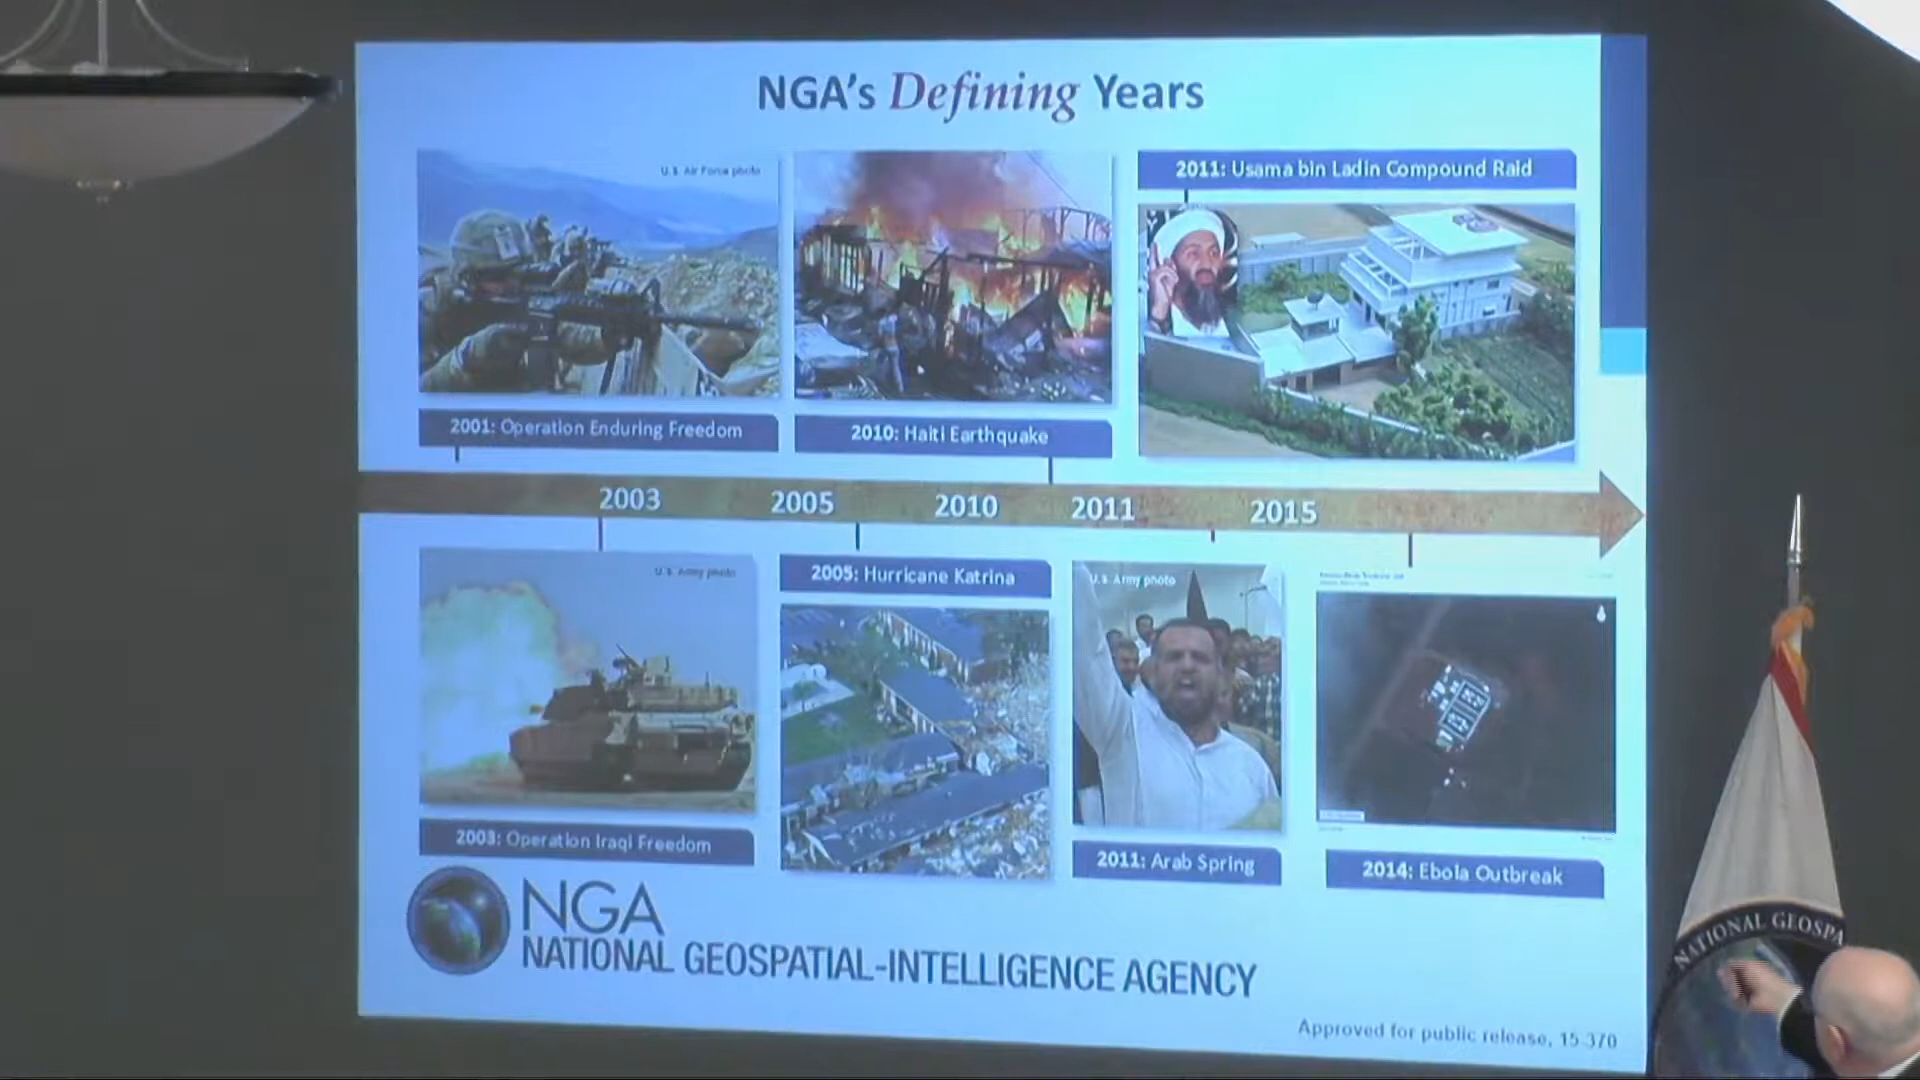 NGA's Defining Years
U.S. Air Force photo
2011: Usama bin Ladin Compound Raid
2001: Operation Enduring Freedom
2010: Haiti Earthquake
2003 2005 2010 2011 2015
U.S. Army photo
2005: Hurricane Katrina
U.S. Army photo
2003: Operation Iraqi Freedom
2011: Arab Spring
2014: Ebola Outbreak
NGA
NATIONAL GEOSPATIAL-INTELLIGENCE AGENCY
NATIONAL GEOSPA
Approved for public release, 15-370